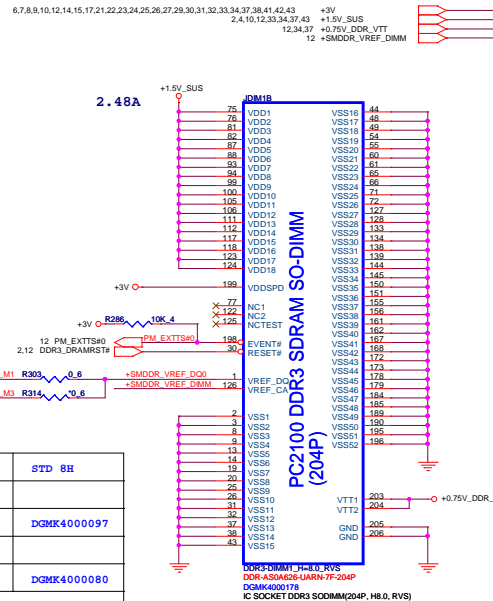 6,7,8,9,10,12,14,15,17,21,22,23,24,25,26,27,29,30,31,32,33,34,37,38,41,42,43 +3V
2,4,10,12,33,34,37,43 +1.5V_SUS
12,34,37 +0.75V_DDR_VTT
12 +SMDDR_VREF_DIMM
+1.5V_SUS
2.48A
JDIM1B
75 VDD1 VSS16 44
76 VDD2 VSS17 48
81 VDD3 VSS18 49
82 VDD4 VSS19 54
87 VDD5 VSS20 55
88 VDD6 VSS21 60
93 VDD7 VSS22 61
94 VDD8 VSS23 65
99 VDD9 VSS24 66
100 VDD10 VSS25 71
105 VDD11 VSS26 72
106 VDD12 VSS27 127
111 VDD13 VSS28 128
112 VDD14 VSS29 133
117 VDD15 VSS30 134
118 VDD16 VSS31 138
123 VDD17 VSS32 139
124 VDD18 VSS33 144
VSS34 145
+3V 199 VDDSPD VSS35 150
VSS36 151
77 NC1 VSS37 155
122 NC2 VSS38 156
125 NCTEST VSS39 161
VSS40 162
+3V R286 10K_4
VSS41 167
12 PM_EXTTS#0 PM_EXTTS#0 198 EVENT# VSS42 168
2,12 DDR3_DRAMRST# 30 RESET# VSS43 172
VSS44 173
VSS45 178
_M1 R303 0_6 +SMDDR_VREF_DQ0 1 VREF_DQ VSS46 179
+SMDDR_VREF_DIMM 126 VREF_CA VSS47 184
_M3 R314 *0_6 VSS48 185
VSS49 189
2 VSS1 VSS50 190
3 VSS2 VSS51 195
8 VSS3 VSS52 196
9 VSS4
13 VSS5
14 VSS6
19 VSS7
20 VSS8
25 VSS9
26 VSS10
31 VSS11
32 VSS12
37 VSS13
38 VSS14
43 VSS15
VTT1 203 +0.75V_DDR_
VTT2 204
GND 205
GND 206
PC2100 DDR3 SDRAM SO-DIMM
(204P)
STD 8H
DGMK4000097
DGMK4000080
DDR3-DIMM1_H=8.0_RVS
DDR-AS0A626-UARN-7F-204P
DGMK4000178
IC SOCKET DDR3 SODIMM(204P, H8.0, RVS)